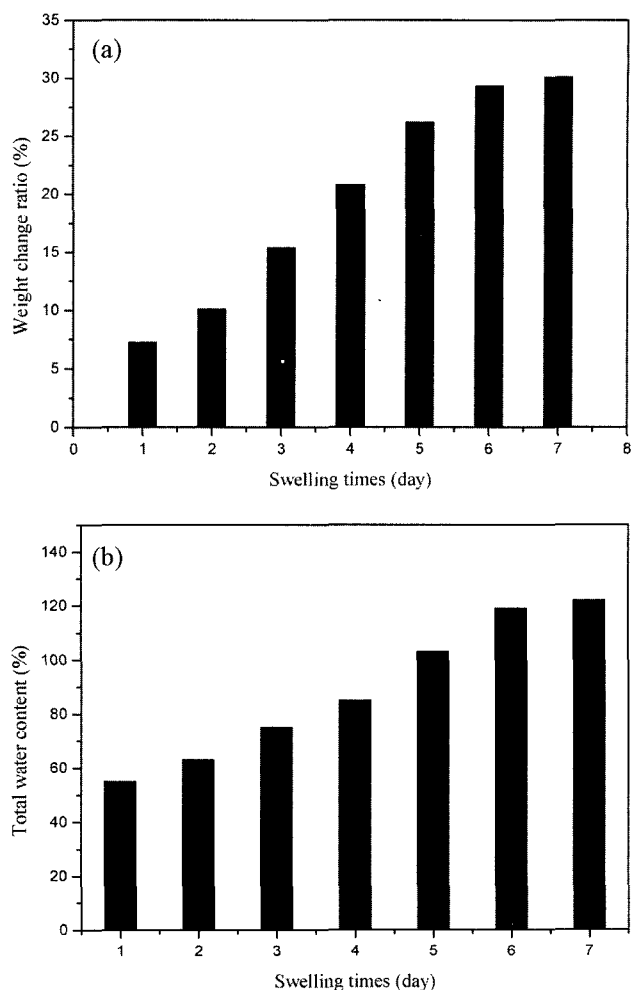 (a)
Weight change ratio (%)
35
30
25
20
15
10
5
0
0 1 2 3 4 5 6 7 8
Swelling times (day)
(b)
Total water content (%)
140
120
100
80
60
40
20
0
1 2 3 4 5 6 7
Swelling times (day)